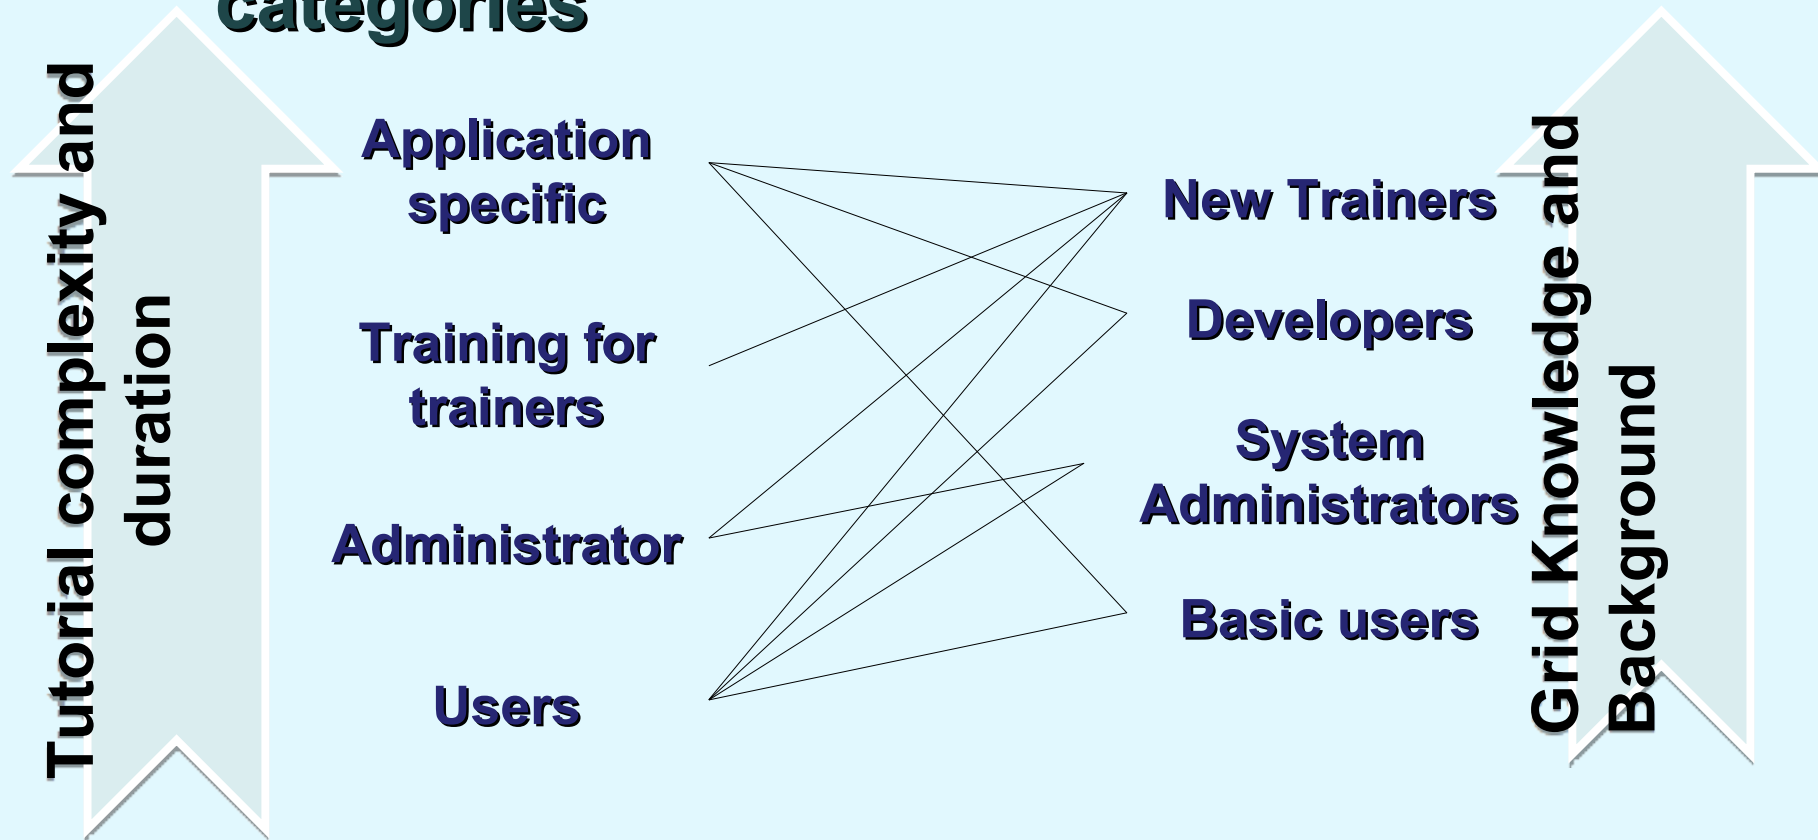 categories
Tutorial complexity and
duration
Application
specific
Training for
trainers
Administrator
Users
New Trainers
Developers
System
Administrators
Basic users
Grid Knowledge and
Background